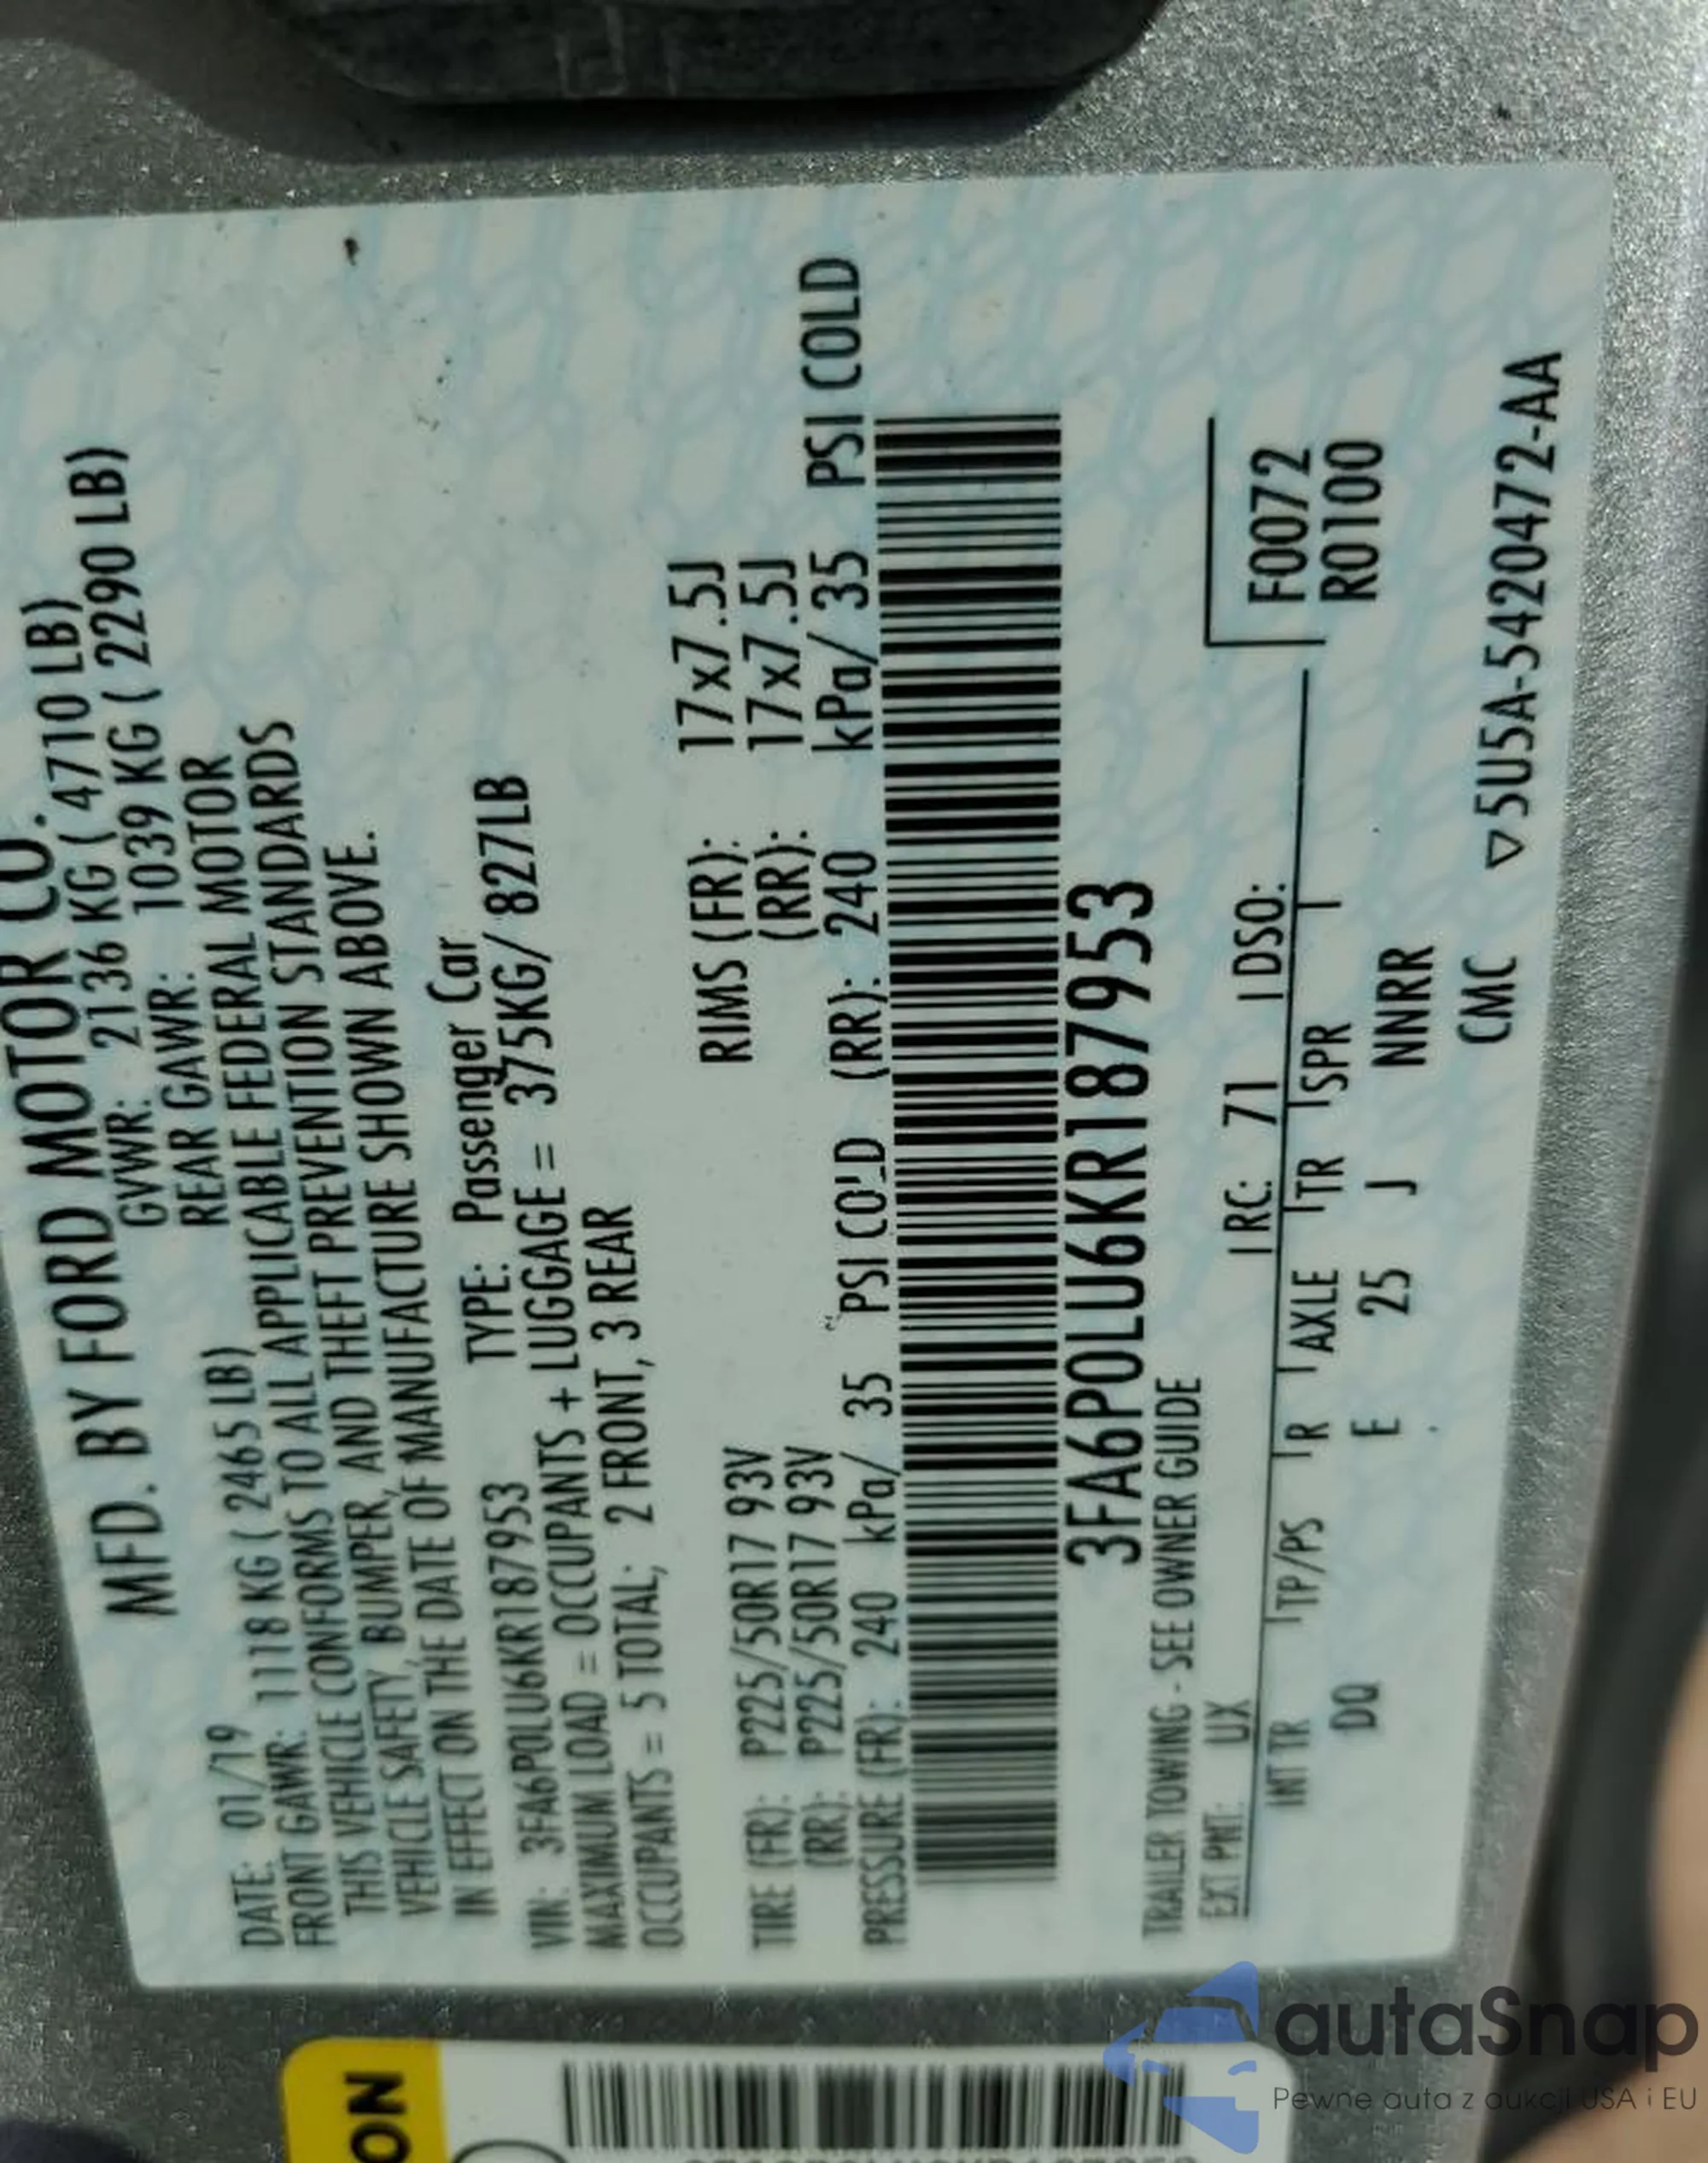 MFD. BY FORD MOTOR CO.
DATE: 01/19 GVWR: 2136 KG ( 4710 LB)
FRONT GAWR: 1118 KG ( 2465 LB) REAR GAWR: 1039 KG ( 2290 LB)
THIS VEHICLE CONFORMS TO ALL APPLICABLE FEDERAL MOTOR
VEHICLE SAFETY, BUMPER, AND THEFT PREVENTION STANDARDS
IN EFFECT ON THE DATE OF MANUFACTURE SHOWN ABOVE.
VIN: 3FA6P0LU6KR187953 TYPE: Passenger Car
MAXIMUM LOAD = OCCUPANTS + LUGGAGE = 375KG/ 827LB
OCCUPANTS = 5 TOTAL; 2 FRONT, 3 REAR
TIRE (FR): P225/50R17 93V RIMS (FR): 17x7.5J
(RR): P225/50R17 93V (RR): 17x7.5J
PRESSURE (FR): 240 kPa/ 35 PSI COLD (RR): 240 kPa/ 35 PSI COLD
3FA6P0LU6KR187953
TRAILER TOWING - SEE OWNER GUIDE
EXT PNT: UX RC: 71 DSO:
F0072
R0100
INT TR TP/PS R AXLE TR SPR
DQ E 25 J NNRR
CMC ▽5U5A-5420472-AA
ON
autaSnap
Pewne auta z aukcji USA i EU